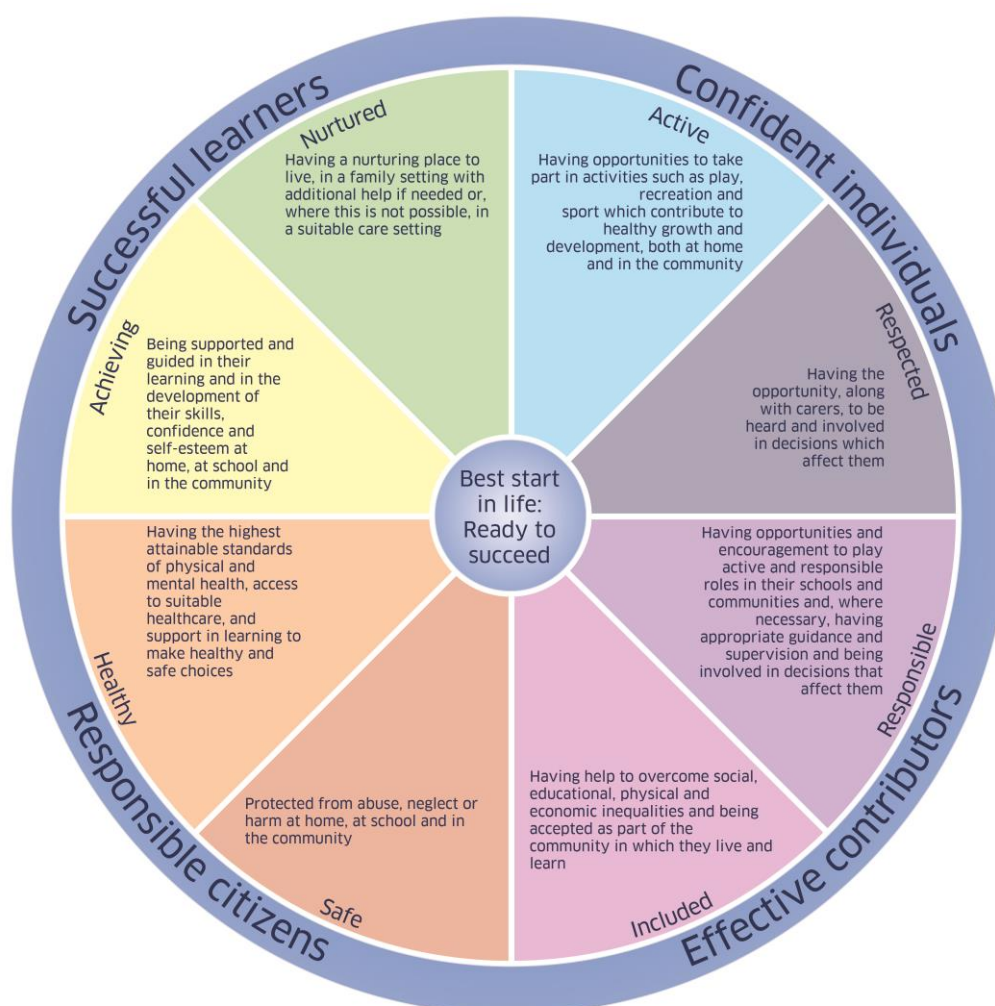 Successful learners
Confident individuals
Nurtured
Having a nurturing place to
live, in a family setting with
additional help if needed or,
where this is not possible, in
a suitable care setting
Active
Having opportunities to take
part in activities such as play,
recreation and
sport which contribute to
healthy growth and
development, both at home
and in the community
Achieving
Being supported and
guided in their
learning and in the
development of
their skills,
confidence and
self-esteem at
home, at school and
in the community
Respected
Having the
opportunity, along
with carers, to be
heard and involved
in decisions which
affect them
Best start
in life:
Ready to
succeed
Healthy
Having the highest
attainable standards
of physical and
mental health, access
to suitable
healthcare, and
support in learning to
make healthy and
safe choices
Responsible
Having opportunities and
encouragement to play
active and responsible
roles in their schools and
communities and, where
necessary, having
appropriate guidance and
supervision and being
involved in decisions that
affect them
Safe
Protected from abuse, neglect or
harm at home, at school and in
the community
Included
Having help to overcome social,
educational, physical and
economic inequalities and being
accepted as part of the
community in which they live and
learn
Responsible citizens
Effective contributors